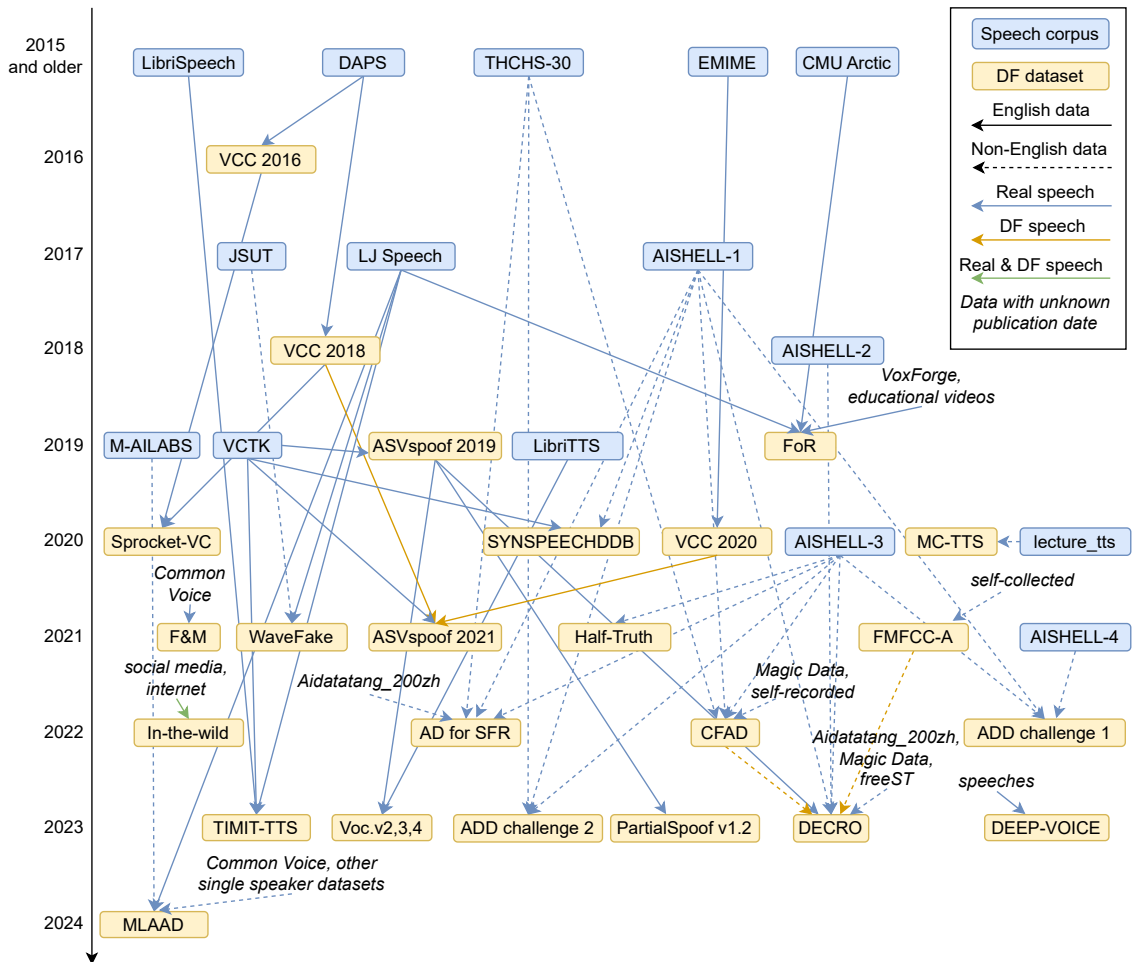 2015
and older
LibriSpeech
DAPS
THCHS-30
EMIME
CMU Arctic
Speech corpus
DF dataset
English data
Non-English data
Real speech
DF speech
Real & DF speech
Data with unknown
publication date
2016
VCC 2016
2017
JSUT
LJ Speech
AISHELL-1
2018
VCC 2018
AISHELL-2
VoxForge,
educational videos
2019
M-AILABS
VCTK
ASVspoof 2019
LibriTTS
FoR
2020
Sprocket-VC
SYNSPEECHDDB
VCC 2020
AISHELL-3
MC-TTS
lecture_tts
Common
Voice
self-collected
2021
F&M
WaveFake
ASVspoof 2021
Half-Truth
FMFCC-A
AISHELL-4
social media,
internet
Aidatatang_200zh
Magic Data,
self-recorded
2022
In-the-wild
AD for SFR
CFAD
ADD challenge 1
Aidatatang_200zh,
Magic Data,
freeST
speeches
2023
TIMIT-TTS
Voc.v2,3,4
ADD challenge 2
PartialSpoof v1.2
DECRO
DEEP-VOICE
Common Voice, other
single speaker datasets
2024
MLAAD